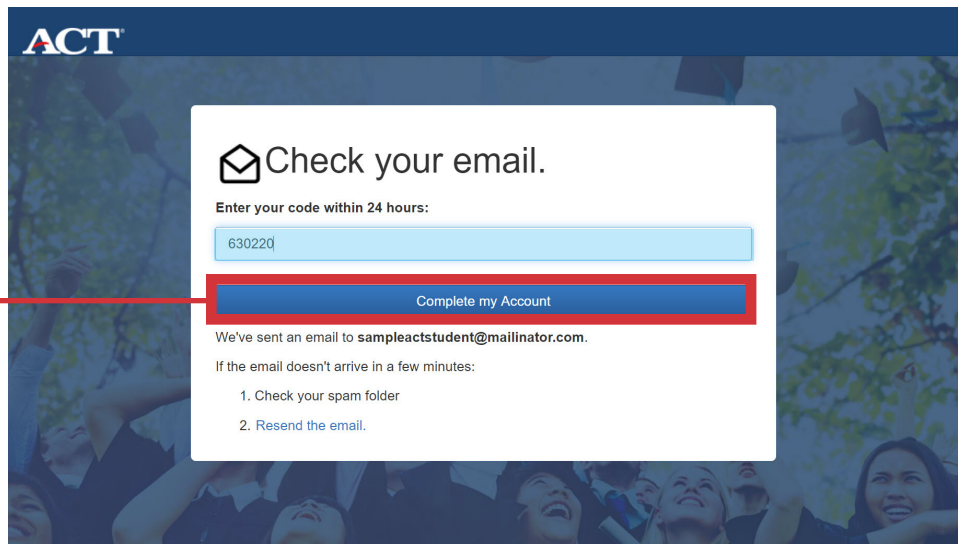 ACT
Check your email.
Enter your code within 24 hours:
630220
Complete my Account
We've sent an email to sampleactstudent@mailinator.com.
If the email doesn't arrive in a few minutes:
1. Check your spam folder
2. Resend the email.